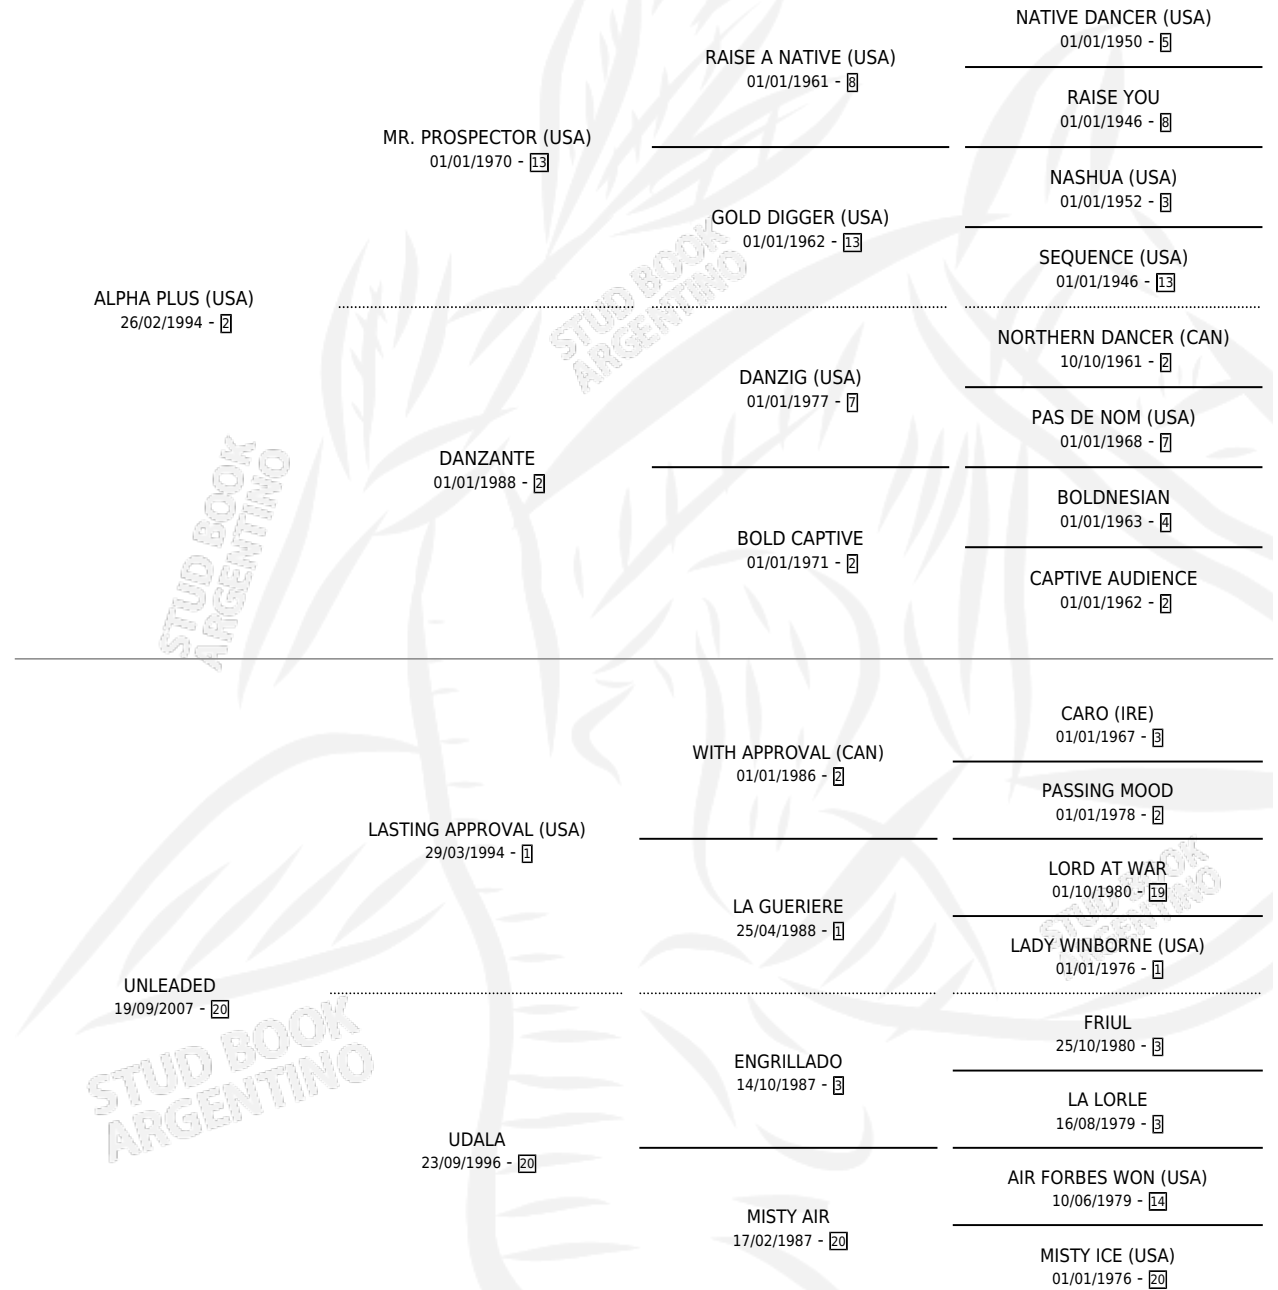 NATIVE DANCER (USA)
01/01/1950 - 5
RAISE A NATIVE (USA)
01/01/1961 - 8
RAISE YOU
01/01/1946 - 8
MR. PROSPECTOR (USA)
01/01/1970 - 13
NASHUA (USA)
01/01/1952 - 3
GOLD DIGGER (USA)
01/01/1962 - 13
SEQUENCE (USA)
01/01/1946 - 13
ALPHA PLUS (USA)
26/02/1994 - 2
STUD BOOK
ARGENTINO
NORTHERN DANCER (CAN)
10/10/1961 - 2
DANZIG (USA)
01/01/1977 - 7
PAS DE NOM (USA)
01/01/1968 - 7
DANZANTE
01/01/1988 - 2
BOLDNESIAN
01/01/1963 - 4
BOLD CAPTIVE
01/01/1971 - 2
CAPTIVE AUDIENCE
01/01/1962 - 2
STUD BOOK
ARGENTINO
CARO (IRE)
01/01/1967 - 3
WITH APPROVAL (CAN)
01/01/1986 - 2
PASSING MOOD
01/01/1978 - 2
LASTING APPROVAL (USA)
29/03/1994 - 1
LORD AT WAR
01/10/1980 - 19
STUD BOOK
ARGENTINO
LA GUERIERE
25/04/1988 - 1
LADY WINBORNE (USA)
01/01/1976 - 1
UNLEADED
19/09/2007 - 20
STUD BOOK
ARGENTINO
FRIUL
25/10/1980 - 3
ENGRILLADO
14/10/1987 - 3
LA LORLE
16/08/1979 - 3
UDALA
23/09/1996 - 20
AIR FORBES WON (USA)
10/06/1979 - 14
MISTY AIR
17/02/1987 - 20
MISTY ICE (USA)
01/01/1976 - 20